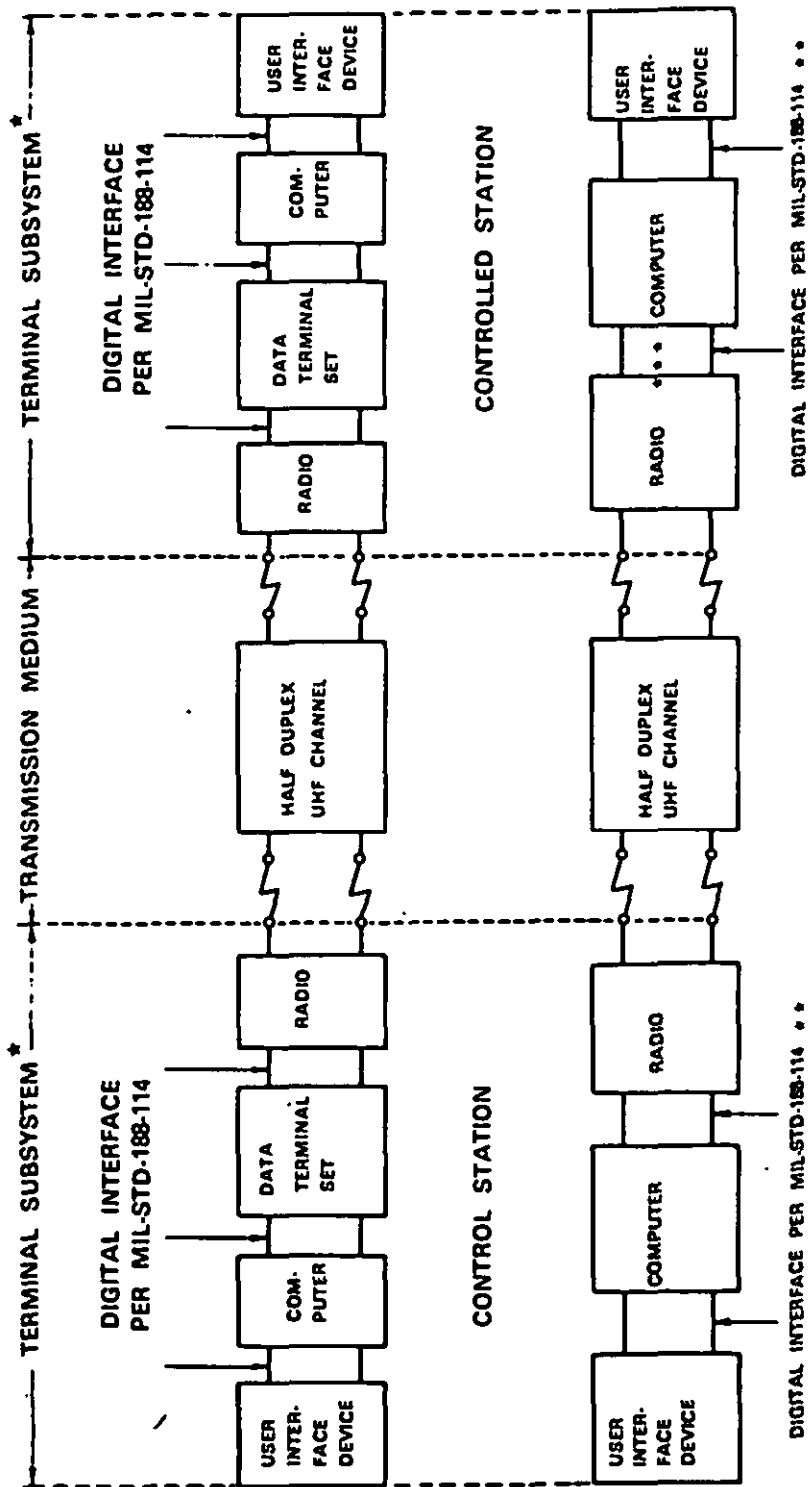 TERMINAL SUBSYSTEM*
TRANSMISSION MEDIUM
TERMINAL SUBSYSTEM*
DIGITAL INTERFACE
PER MIL-STD-188-114
DIGITAL INTERFACE
PER MIL-STD-188-114
USER
INTER-
FACE
DEVICE
COM-
PUTER
DATA
TERMINAL
SET
RADIO
HALF DUPLEX
UHF CHANNEL
RADIO
DATA
TERMINAL
SET
COM-
PUTER
USER
INTER-
FACE
DEVICE
CONTROL STATION
CONTROLLED STATION
USER
INTER-
FACE
DEVICE
COMPUTER
RADIO
HALF DUPLEX
UHF CHANNEL
RADIO
***
COMPUTER
USER
INTER-
FACE
DEVICE
DIGITAL INTERFACE PER MIL-STD-188-114 **
DIGITAL INTERFACE PER MIL-STD-188-114 **